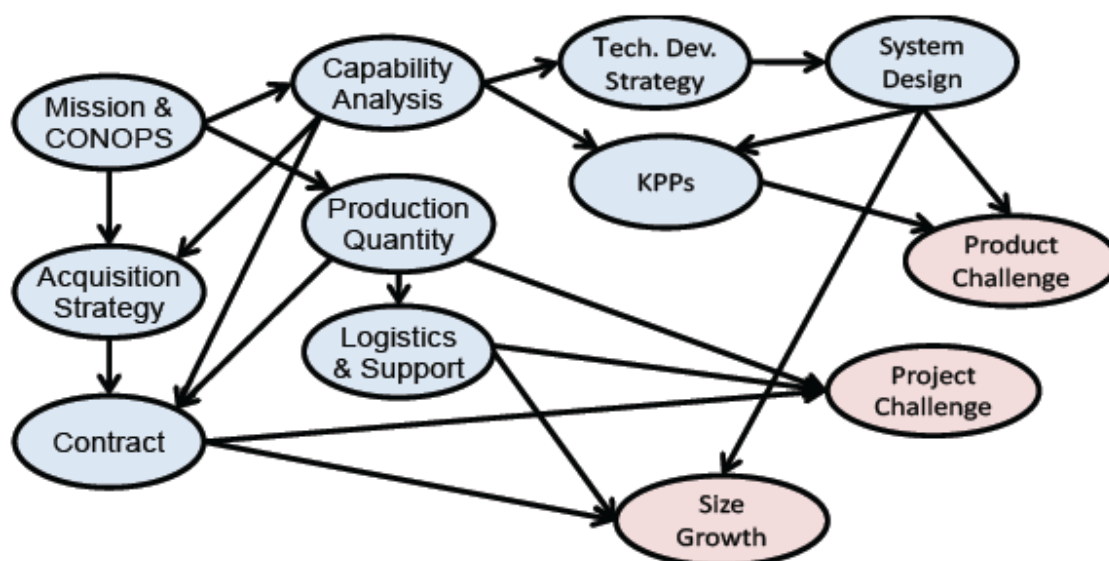 Mission &
CONOPS
Capability
Analysis
Tech. Dev.
Strategy
System
Design
KPPs
Production
Quantity
Acquisition
Strategy
Product
Challenge
Logistics
& Support
Project
Challenge
Contract
Size
Growth